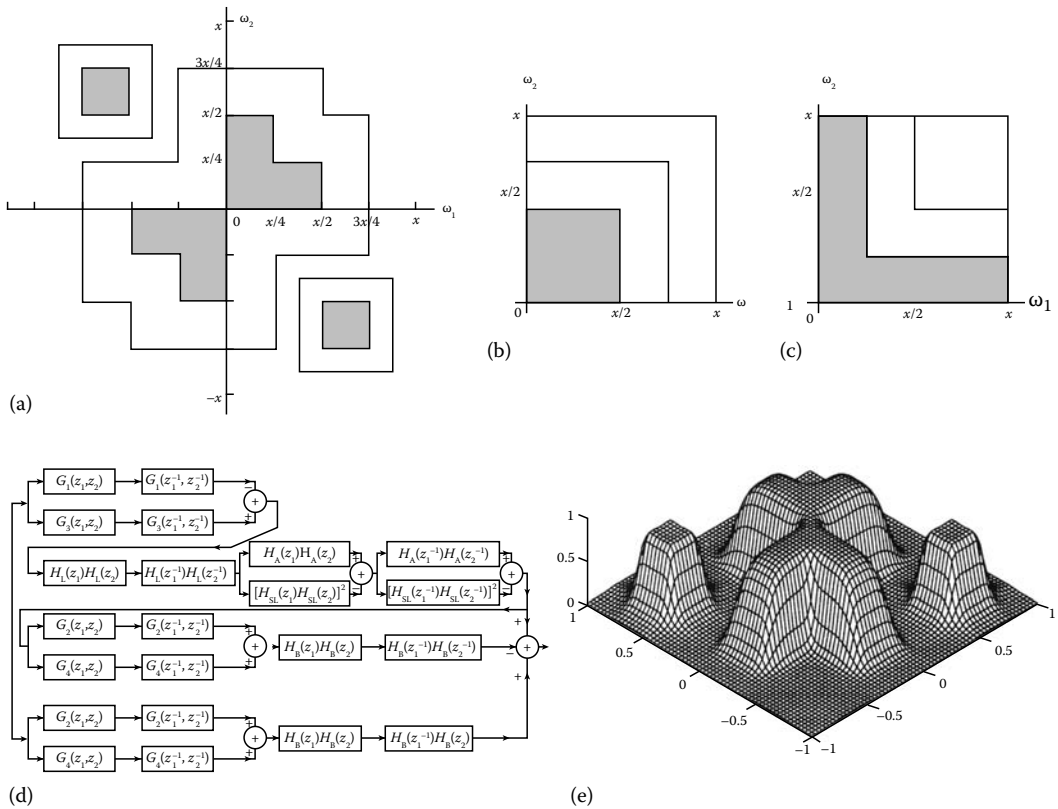 x
ω2
3x/4
x/2
x/4
0 x/4 x/2 3x/4 x
ω1
-x
(a)
ω2
x
x/2
0 x/2 x
ω
(b)
ω2
x
x/2
1
0 x/2 x
ω1
(c)
G1(z1,z2) G1(z1^-1, z2^-1)
−
+
+
G3(z1,z2) G3(z1^-1, z2^-1)
HA(z1)HA(z2) HA(z1^-1)HA(z2^-1)
HL(z1)HL(z2) HL(z1^-1)HL(z2^-1)
+ +
[HSL(z1)HSL(z2)]^2 [HSL(z1^-1)HSL(z2^-1)]^2
+
G2(z1,z2) G2(z1^-1, z2^-1)
+
+
+
HB(z1)HB(z2) HB(z1^-1)HB(z2^-1)
− +
G4(z1,z2) G4(z1^-1, z2^-1)
+
G2(z1,z2) G2(z1^-1, z2^-1)
+
+
+
HB(z1)HB(z2) HB(z1^-1)HB(z2)
G4(z1,z2) G4(z1^-1, z2^-1)
(d)
1
0.5
0
1
0.5
0
-0.5
-1
-1
-0.5
0
0.5
1
(e)